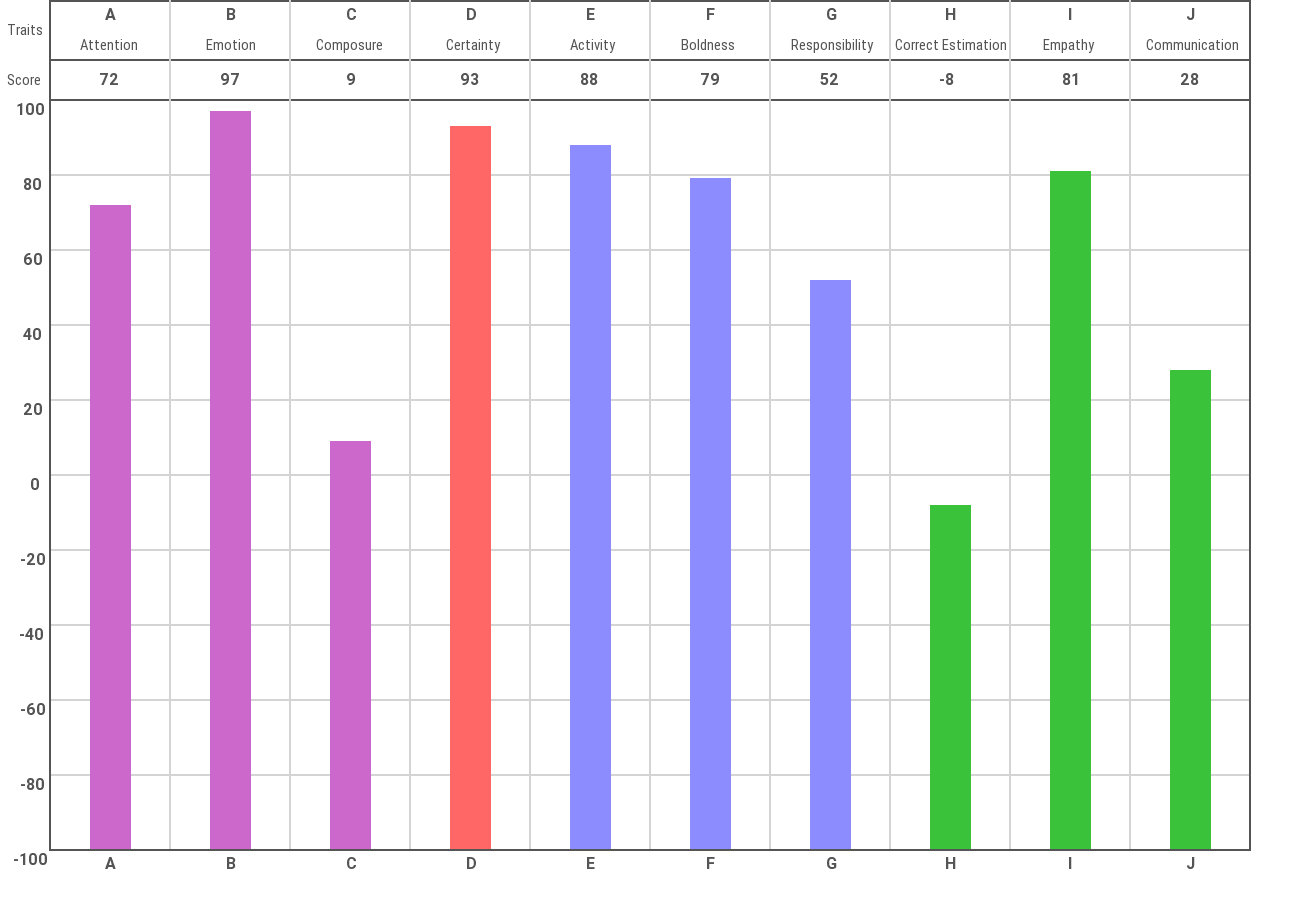 Traits
A B C D E F G H I J
Attention Emotion Composure Certainty Activity Boldness Responsibility Correct Estimation Empathy Communication
Score 72 97 9 93 88 79 52 -8 81 28
100
80
60
40
20
0
-20
-40
-60
-80
-100
A B C D E F G H I J